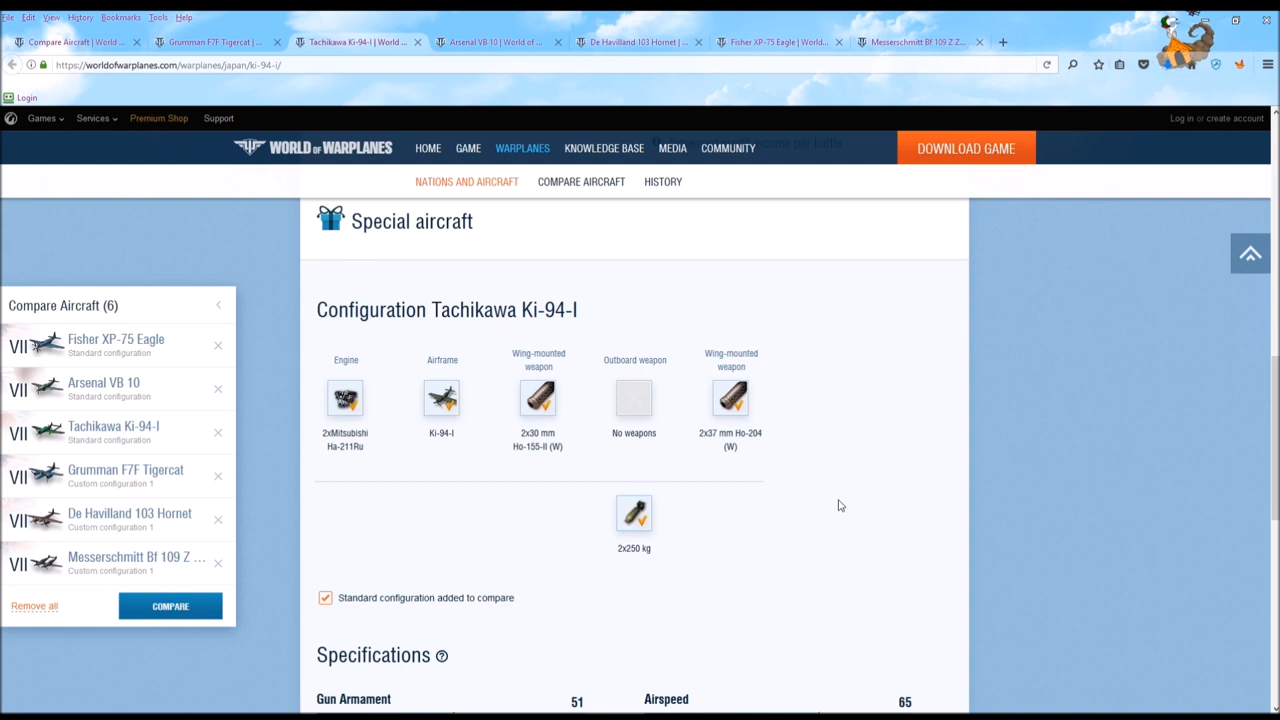 File Edit View History Bookmarks Tools Help
Compare Aircraft | World ...
Grumman F7F Tigercat | ...
Tachikawa Ki-94-I | World ...
Arsenal VB 10 | World of ...
De Havilland 103 Hornet | ...
Fisher XP-75 Eagle | World...
Messerschmitt Bf 109 Z Z...
https://worldofwarplanes.com/warplanes/japan/ki-94-i/
Login
Games Services Premium Shop Support Log in or create account
WORLD OF WARPLANES HOME GAME WARPLANES KNOWLEDGE BASE MEDIA COMMUNITY DOWNLOAD GAME
NATIONS AND AIRCRAFT COMPARE AIRCRAFT HISTORY
Special aircraft
Compare Aircraft (6)
VII Fisher XP-75 Eagle
Standard configuration
VII Arsenal VB 10
Standard configuration
VII Tachikawa Ki-94-I
Standard configuration
VII Grumman F7F Tigercat
Custom configuration 1
VII De Havilland 103 Hornet
Custom configuration 1
VII Messerschmitt Bf 109 Z ...
Custom configuration 1
Remove all COMPARE
Configuration Tachikawa Ki-94-I
Engine
2xMitsubishi
Ha-211Ru
Airframe
Ki-94-I
Wing-mounted
weapon
2x30 mm
Ho-155-II (W)
Outboard weapon
No weapons
Wing-mounted
weapon
2x37 mm Ho-204
(W)
2x250 kg
Standard configuration added to compare
Specifications
Gun Armament 51 Airspeed 65